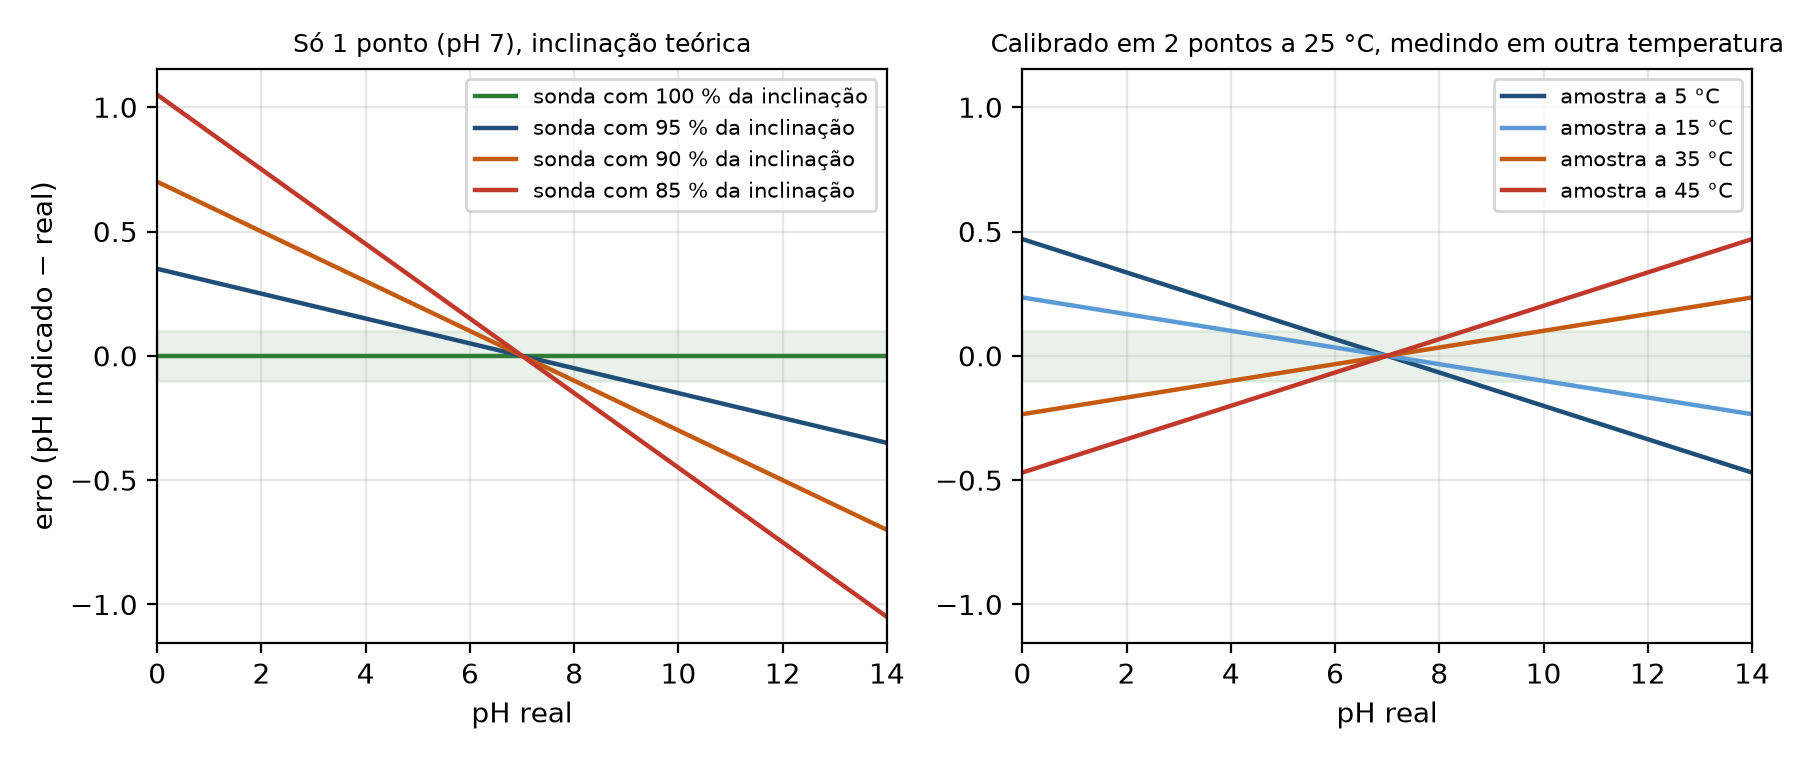 Só 1 ponto (pH 7), inclinação teórica
erro (pH indicado − real)
1.0
0.5
0.0
−0.5
−1.0
0 2 4 6 8 10 12 14
pH real
sonda com 100 % da inclinação
sonda com 95 % da inclinação
sonda com 90 % da inclinação
sonda com 85 % da inclinação
Calibrado em 2 pontos a 25 °C, medindo em outra temperatura
1.0
0.5
0.0
−0.5
−1.0
0 2 4 6 8 10 12 14
pH real
amostra a 5 °C
amostra a 15 °C
amostra a 35 °C
amostra a 45 °C